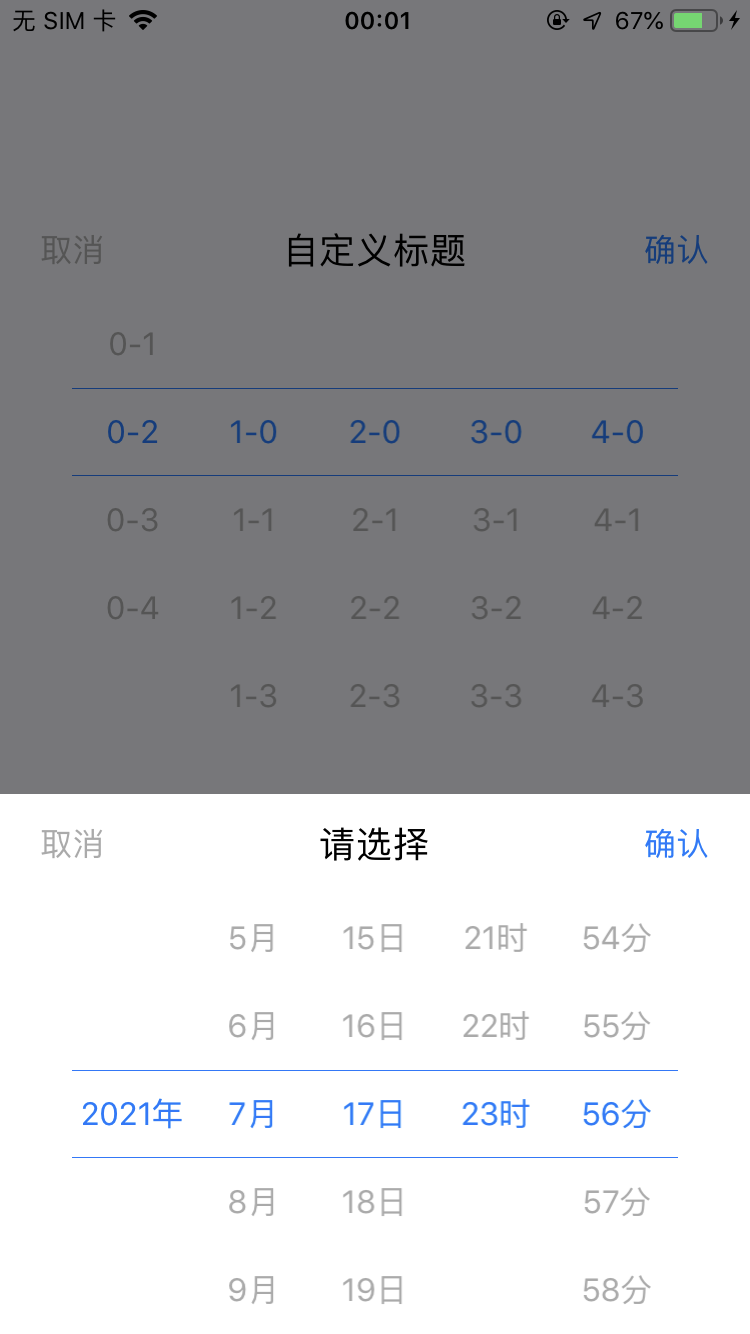 无 SIM 卡 00:01 67%
取消 自定义标题 确认
0-1
0-2 1-0 2-0 3-0 4-0
0-3 1-1 2-1 3-1 4-1
0-4 1-2 2-2 3-2 4-2
1-3 2-3 3-3 4-3
取消 请选择 确认
5月 15日 21时 54分
6月 16日 22时 55分
2021年 7月 17日 23时 56分
8月 18日 57分
9月 19日 58分